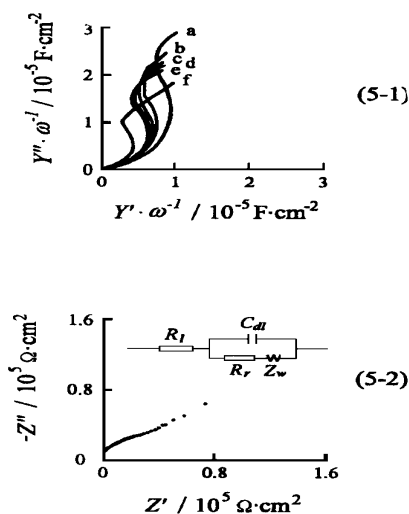 a
b
c d
e
f
3
2
1
0
0 1 2 3
Y''·ω⁻¹ / 10⁻⁵ F·cm⁻²
Y'·ω⁻¹ / 10⁻⁵ F·cm⁻²
(5-1)
1.6
0.8
0
0 0.8 1.6
-Z'' / 10⁵ Ω·cm²
Z' / 10⁵ Ω·cm²
C_dl
R_l
R_r Z_w
(5-2)